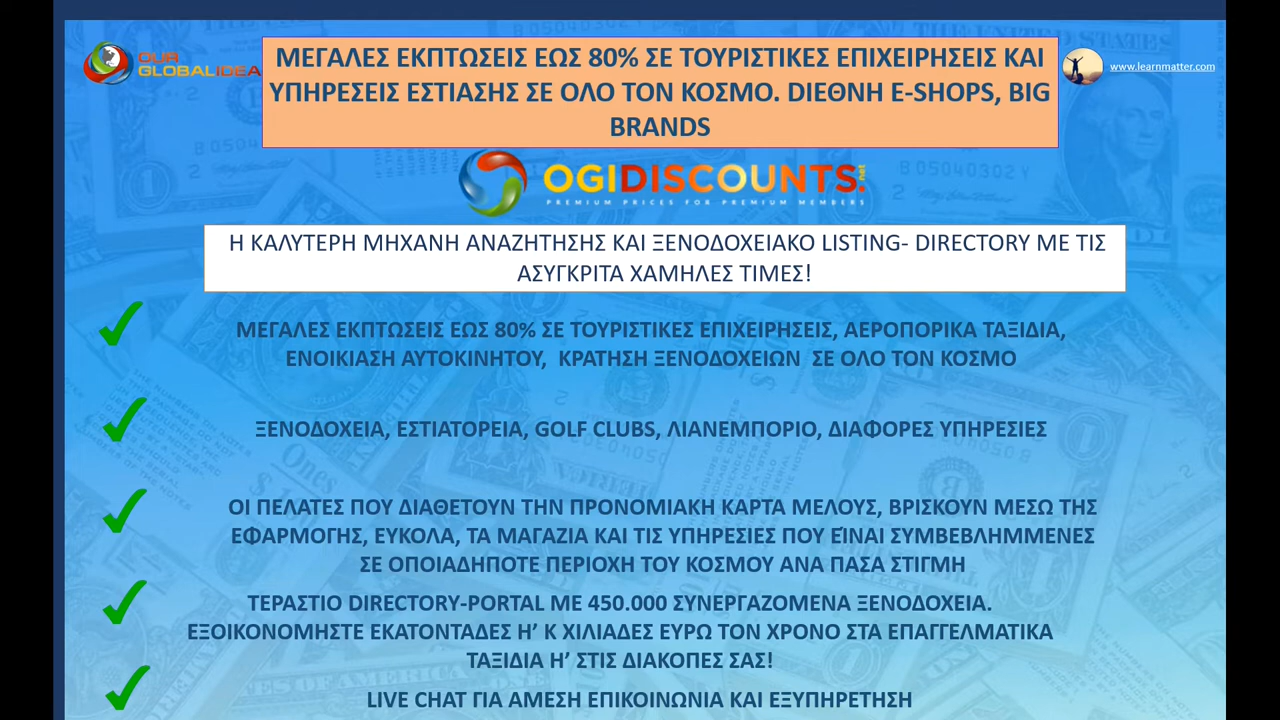 OUR
GLOBALIDEA
ΜΕΓΑΛΕΣ ΕΚΠΤΩΣΕΙΣ ΕΩΣ 80% ΣΕ ΤΟΥΡΙΣΤΙΚΕΣ ΕΠΙΧΕΙΡΗΣΕΙΣ ΚΑΙ
ΥΠΗΡΕΣΕΙΣ ΕΣΤΙΑΣΗΣ ΣΕ ΟΛΟ ΤΟΝ ΚΟΣΜΟ. DΙΕΘΝΗ E-SHOPS, BIG
BRANDS
www.learnmatter.com
OGIDISCOUNTS.net
PREMIUM PRICES FOR PREMIUM MEMBERS
Η ΚΑΛΥΤΕΡΗ ΜΗΧΑΝΗ ΑΝΑΖΗΤΗΣΗΣ ΚΑΙ ΞΕΝΟΔΟΧΕΙΑΚΟ LISTING- DIRECTORY ΜΕ ΤΙΣ
ΑΣΥΓΚΡΙΤΑ ΧΑΜΗΛΕΣ ΤΙΜΕΣ!
ΜΕΓΑΛΕΣ ΕΚΠΤΩΣΕΙΣ ΕΩΣ 80% ΣΕ ΤΟΥΡΙΣΤΙΚΕΣ ΕΠΙΧΕΙΡΗΣΕΙΣ, ΑΕΡΟΠΟΡΙΚΑ ΤΑΞΙΔΙΑ,
ΕΝΟΙΚΙΑΣΗ ΑΥΤΟΚΙΝΗΤΟΥ, ΚΡΑΤΗΣΗ ΞΕΝΟΔΟΧΕΙΩΝ ΣΕ ΟΛΟ ΤΟΝ ΚΟΣΜΟ
ΞΕΝΟΔΟΧΕΙΑ, ΕΣΤΙΑΤΟΡΕΙΑ, GOLF CLUBS, ΛΙΑΝΕΜΠΟΡΙΟ, ΔΙΑΦΟΡΕΣ ΥΠΗΡΕΣΙΕΣ
ΟΙ ΠΕΛΑΤΕΣ ΠΟΥ ΔΙΑΘΕΤΟΥΝ ΤΗΝ ΠΡΟΝΟΜΙΑΚΗ ΚΑΡΤΑ ΜΕΛΟΥΣ, ΒΡΙΣΚΟΥΝ ΜΕΣΩ ΤΗΣ
ΕΦΑΡΜΟΓΗΣ, ΕΥΚΟΛΑ, ΤΑ ΜΑΓΑΖΙΑ ΚΑΙ ΤΙΣ ΥΠΗΡΕΣΙΕΣ ΠΟΥ ΕΊΝΑΙ ΣΥΜΒΕΒΛΗΜΜΕΝΕΣ
ΣΕ ΟΠΟΙΑΔΗΠΟΤΕ ΠΕΡΙΟΧΗ ΤΟΥ ΚΟΣΜΟΥ ΑΝΑ ΠΑΣΑ ΣΤΙΓΜΗ
ΤΕΡΑΣΤΙΟ DIRECTORY-PORTAL ΜΕ 450.000 ΣΥΝΕΡΓΑΖΟΜΕΝΑ ΞΕΝΟΔΟΧΕΙΑ.
ΕΞΟΙΚΟΝΟΜΗΣΤΕ ΕΚΑΤΟΝΤΑΔΕΣ Η’ Κ ΧΙΛΙΑΔΕΣ ΕΥΡΩ ΤΟΝ ΧΡΟΝΟ ΣΤΑ ΕΠΑΓΓΕΛΜΑΤΙΚΑ
ΤΑΞΙΔΙΑ Η’ ΣΤΙΣ ΔΙΑΚΟΠΕΣ ΣΑΣ!
LIVE CHAT ΓΙΑ ΑΜΕΣΗ ΕΠΙΚΟΙΝΩΝΙΑ ΚΑΙ ΕΞΥΠΗΡΕΤΗΣΗ